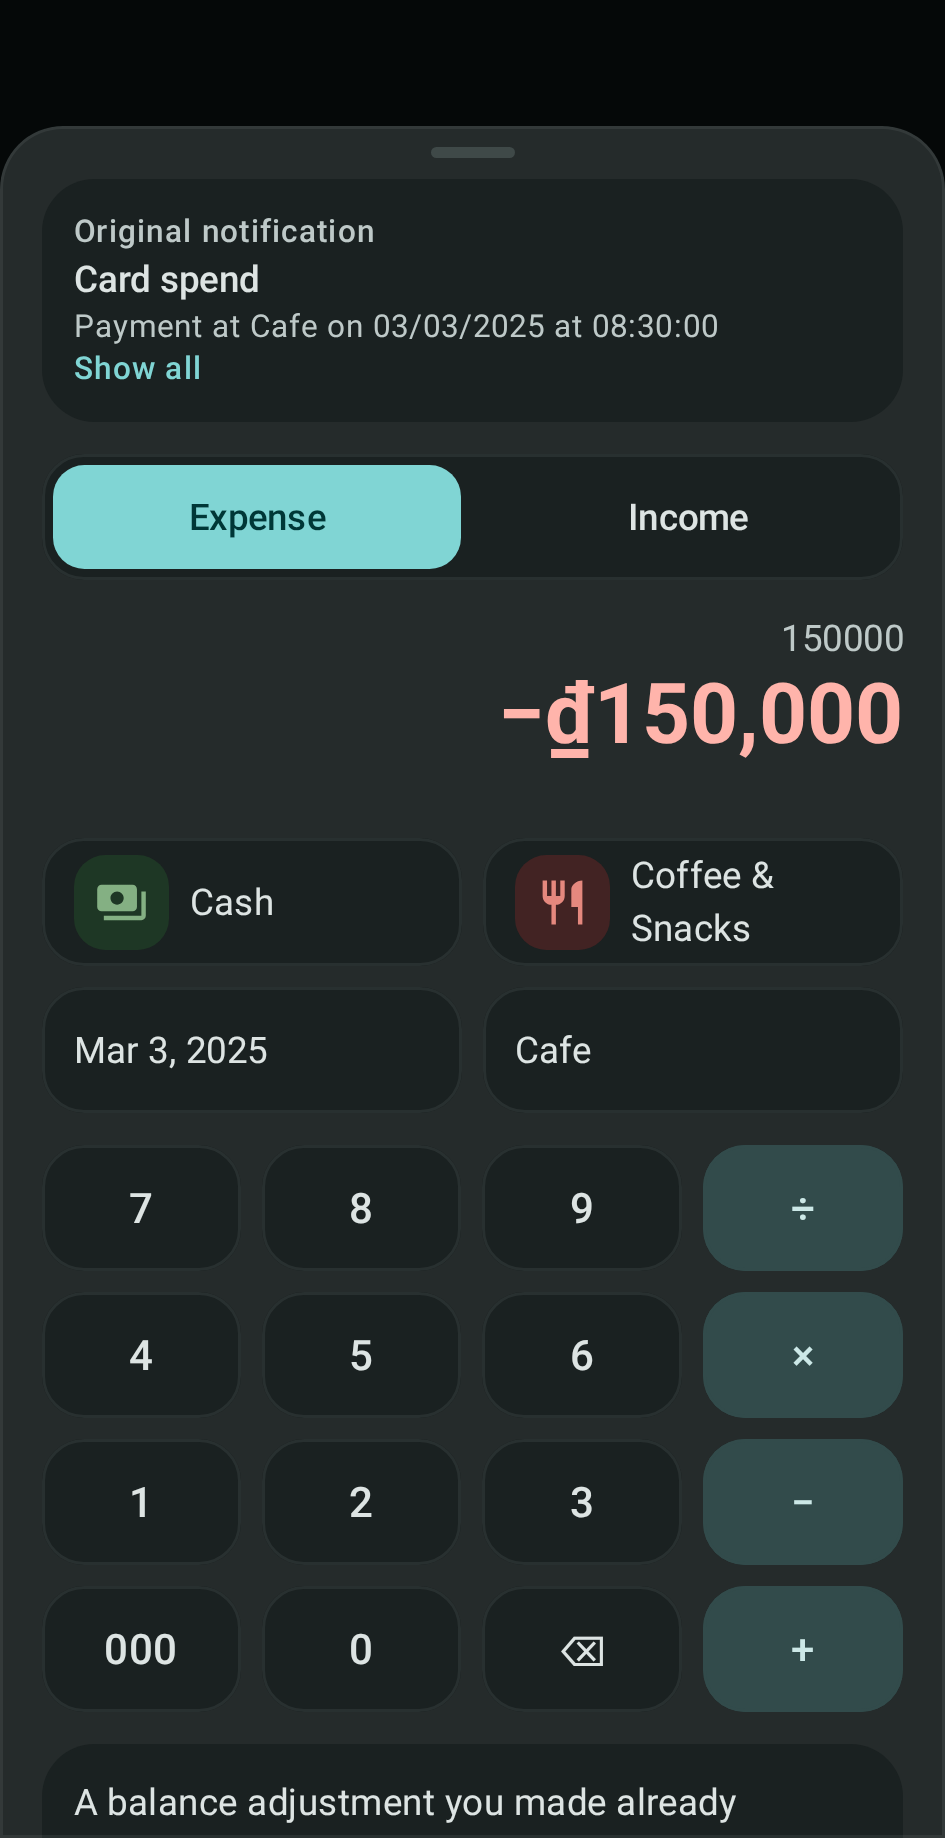 Original notification
Card spend
Payment at Cafe on 03/03/2025 at 08:30:00
Show all
Expense
Income
150000
−₫150,000
Cash
Coffee &
Snacks
Mar 3, 2025
Cafe
7
8
9
÷
4
5
6
×
1
2
3
−
000
0
+
A balance adjustment you made already